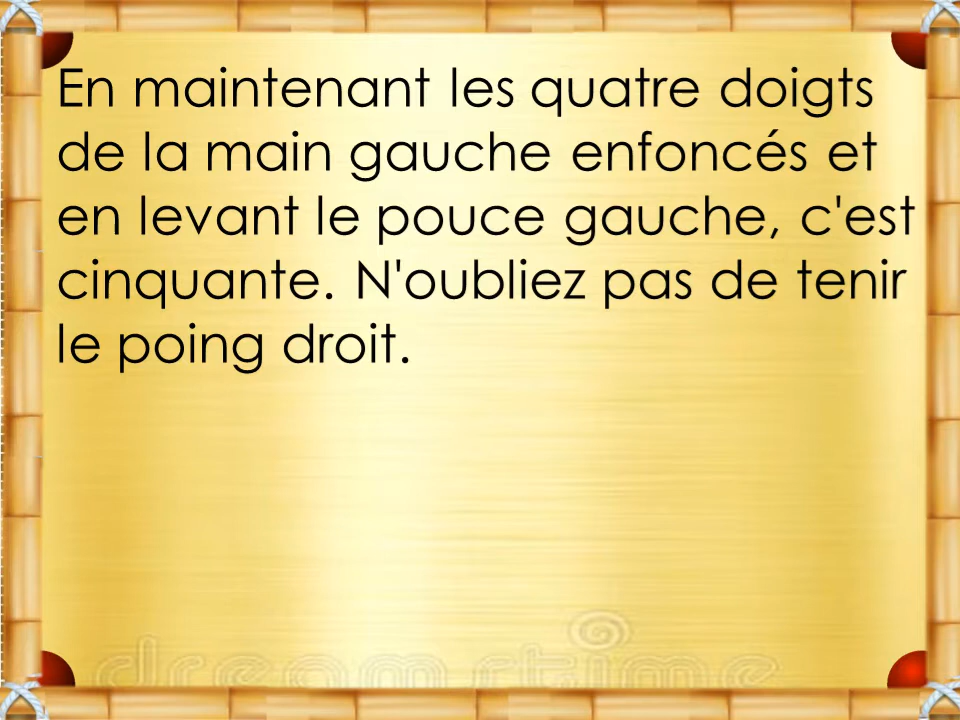 En maintenant les quatre doigts
de la main gauche enfoncés et
en levant le pouce gauche, c'est
cinquante. N'oubliez pas de tenir
le poing droit.
dreamstime